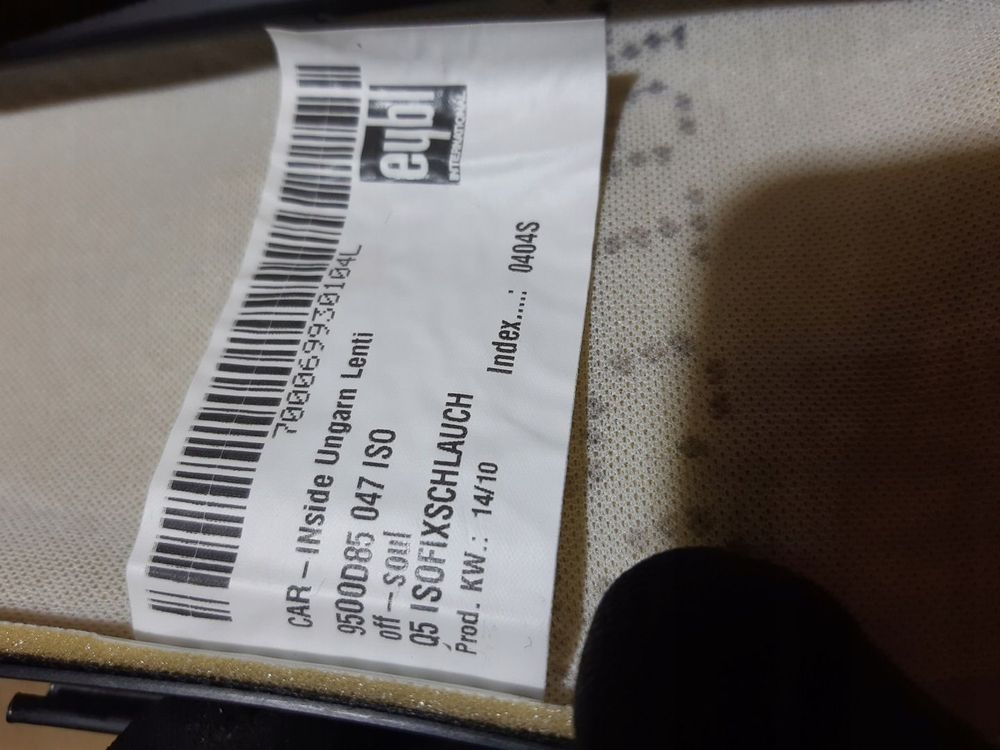 eybl
INTERNATIONAL
7000699930104L
CAR-INside Ungarn Lenti
9500D85 047 ISO
off-soul
Q5 ISOFIXSCHLAUCH
Prod. KW.: 14/10 Index....: 0404S